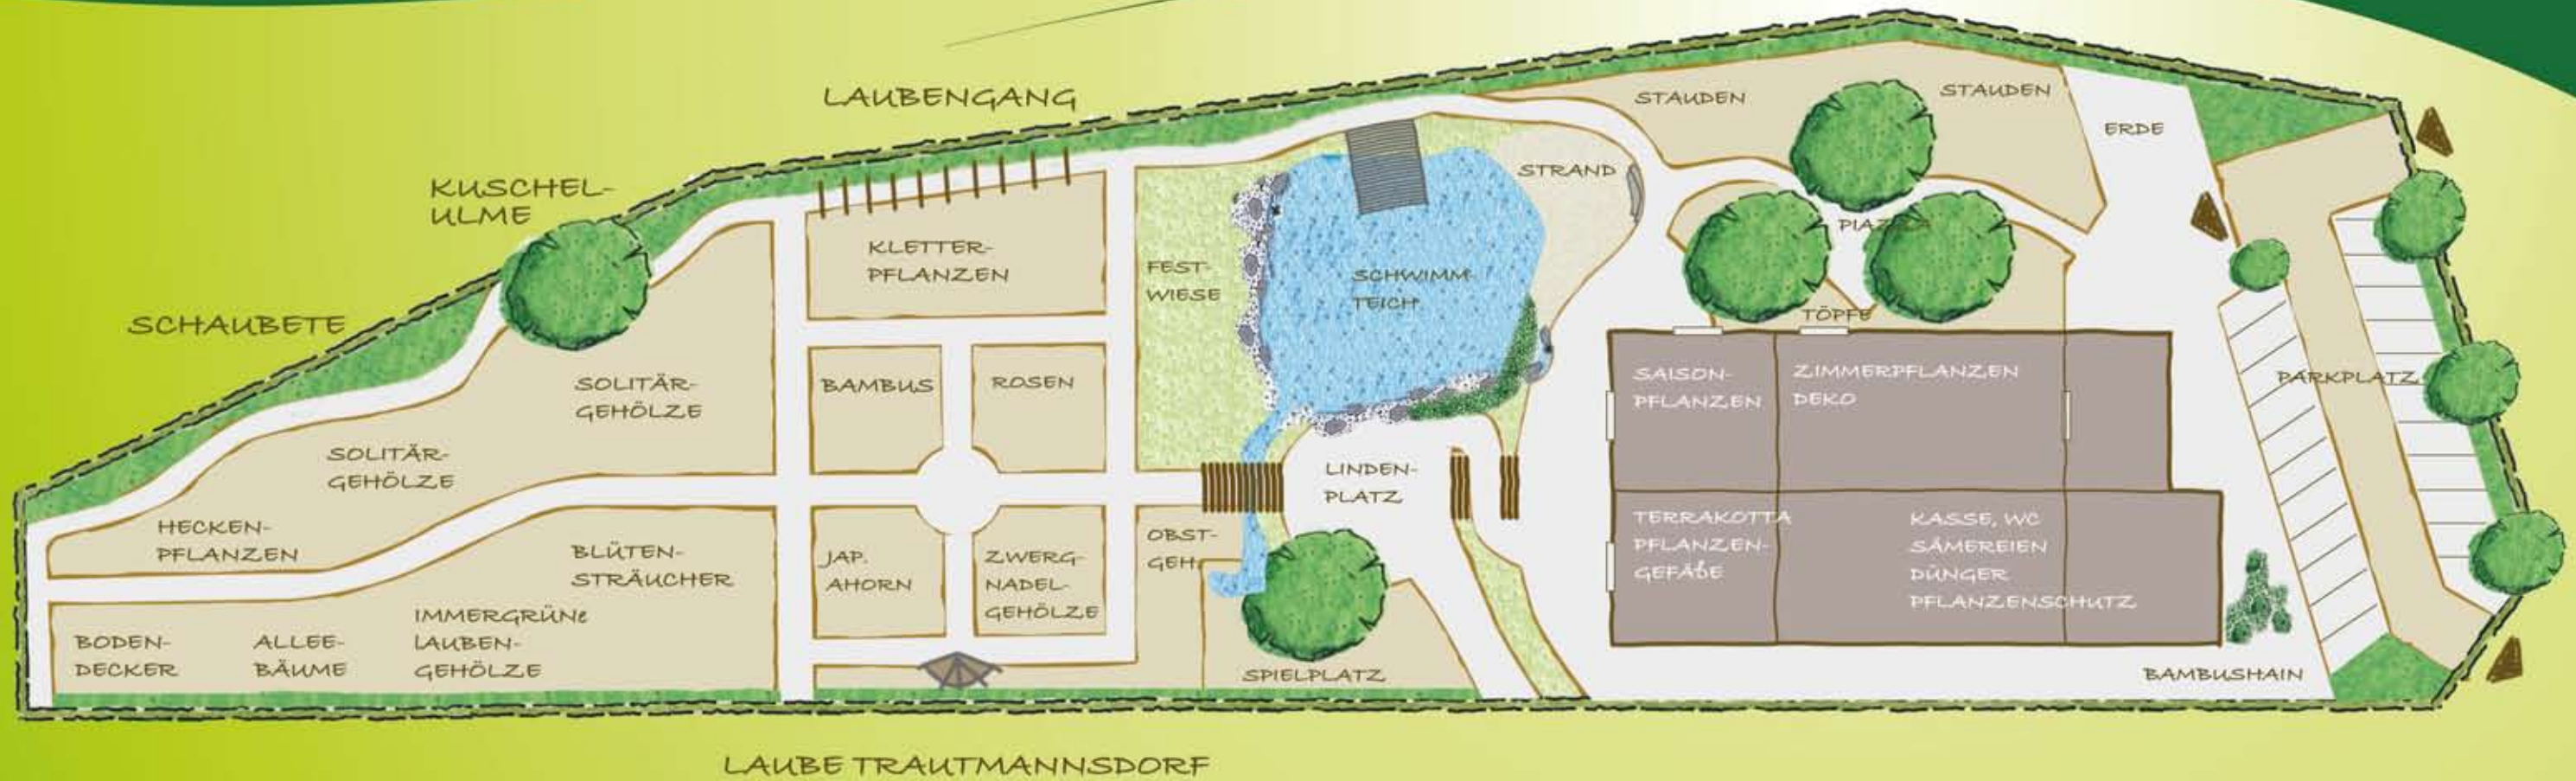 LAUBENGANG
KUSCHEL-
ULME
SCHAUBETE
STAUDEN
STAUDEN
ERDE
STRAND
PIAZZA
TÖPFE
KLETTER-
PFLANZEN
FEST-
WIESE
SCHWIMM-
TEICH
SOLITÄR-
GEHÖLZE
BAMBUS
ROSEN
SAISON-
PFLANZEN
ZIMMERPFLANZEN
DEKO
PARKPLATZ
SOLITÄR-
GEHÖLZE
LINDEN-
PLATZ
HECKEN-
PFLANZEN
BLÜTEN-
STRÄUCHER
JAP.
AHORN
ZWERG-
NADEL-
GEHÖLZE
OBST-
GEH.
TERRAKOTTA
PFLANZEN-
GEFÄßE
KASSE, WC
SÄMEREIEN
DÜNGER
PFLANZENSCHUTZ
BODEN-
DECKER
ALLEE-
BÄUME
IMMERGRÜNE
LAUBEN-
GEHÖLZE
SPIELPLATZ
BAMBUSHAIN
LAUBE TRAUTMANNSDORF